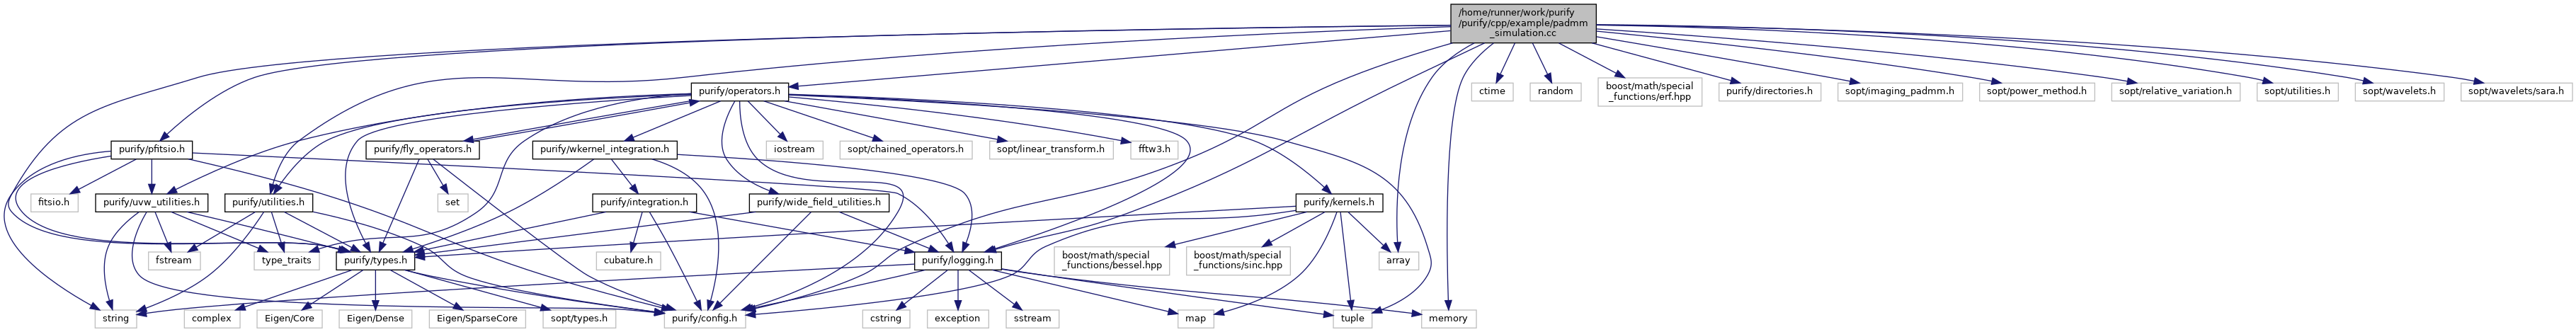 /home/runner/work/purify
/purify/cpp/example/padmm
_simulation.cc
purify/operators.h
ctime
random
boost/math/special
_functions/erf.hpp
purify/directories.h
sopt/imaging_padmm.h
sopt/power_method.h
sopt/relative_variation.h
sopt/utilities.h
sopt/wavelets.h
sopt/wavelets/sara.h
purify/pfitsio.h
purify/fly_operators.h
purify/wkernel_integration.h
iostream
sopt/chained_operators.h
sopt/linear_transform.h
fftw3.h
fitsio.h
purify/uvw_utilities.h
purify/utilities.h
set
purify/integration.h
purify/wide_field_utilities.h
purify/kernels.h
fstream
type_traits
purify/types.h
cubature.h
purify/logging.h
boost/math/special
_functions/bessel.hpp
boost/math/special
_functions/sinc.hpp
array
string
complex
Eigen/Core
Eigen/Dense
Eigen/SparseCore
sopt/types.h
purify/config.h
cstring
exception
sstream
map
tuple
memory